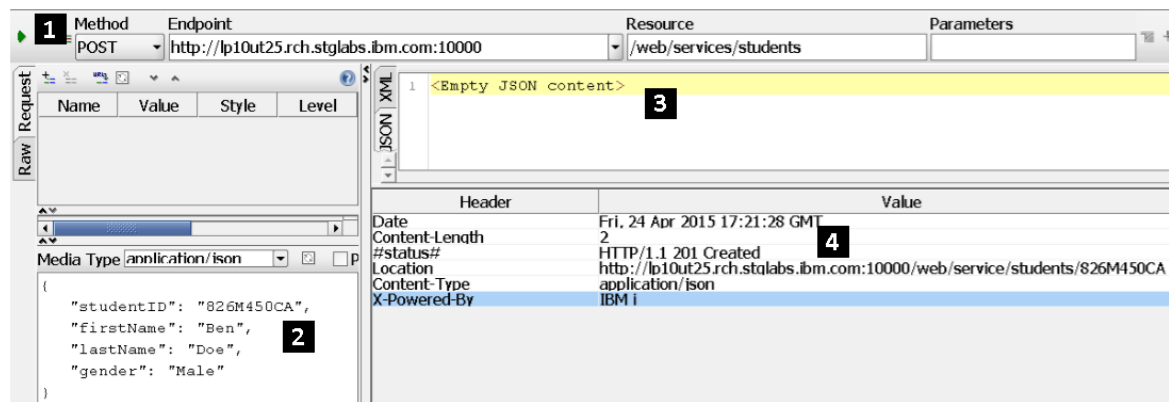 1 Method Endpoint Resource Parameters
POST http://lp10ut25.rch.stglabs.ibm.com:10000 /web/services/students
Request
Raw
Name Value Style Level
XML
JSON
1 <Empty JSON content>
3
Header Value
Date Fri, 24 Apr 2015 17:21:28 GMT
Content-Length 2
4
#status# HTTP/1.1 201 Created
Location http://lp10ut25.rch.stglabs.ibm.com:10000/web/service/students/826M450CA
Content-Type application/json
X-Powered-By IBM i
Media Type application/json P
{
"studentID": "826M450CA",
"firstName": "Ben",
2
"lastName": "Doe",
"gender": "Male"
}